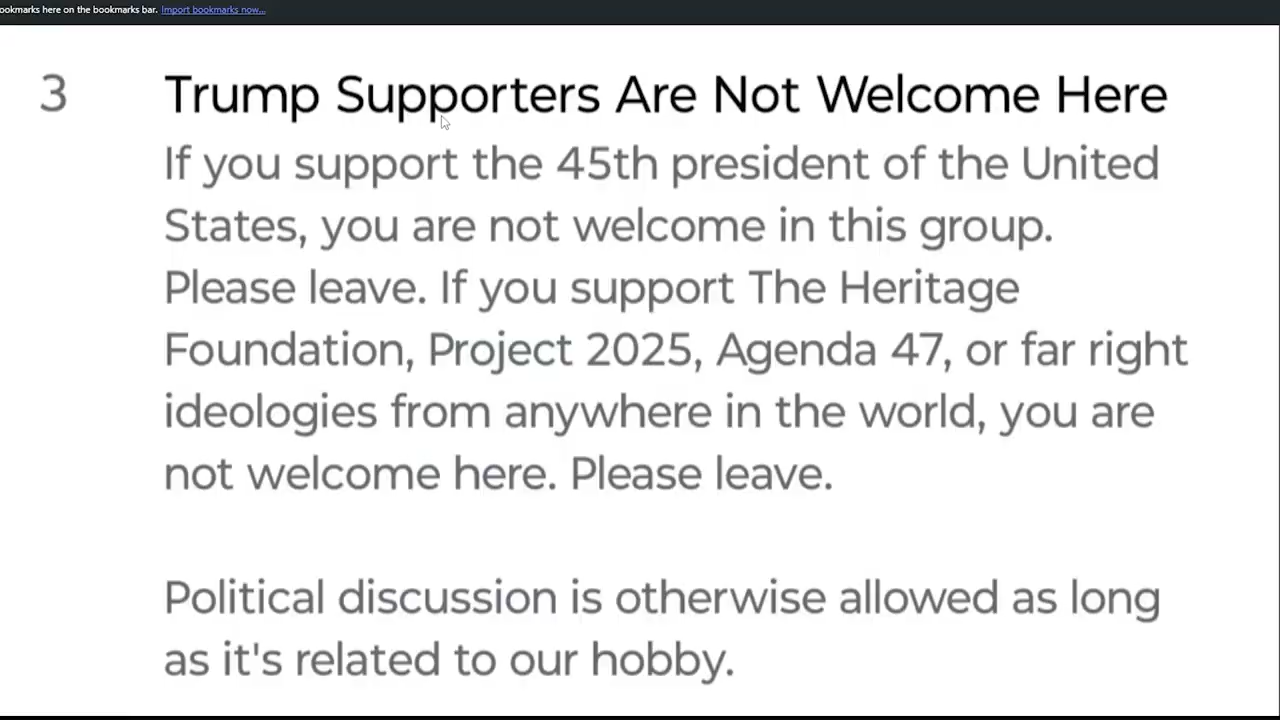 ookmarks here on the bookmarks bar. Import bookmarks now...
3 Trump Supporters Are Not Welcome Here
If you support the 45th president of the United
States, you are not welcome in this group.
Please leave. If you support The Heritage
Foundation, Project 2025, Agenda 47, or far right
ideologies from anywhere in the world, you are
not welcome here. Please leave.
Political discussion is otherwise allowed as long
as it's related to our hobby.